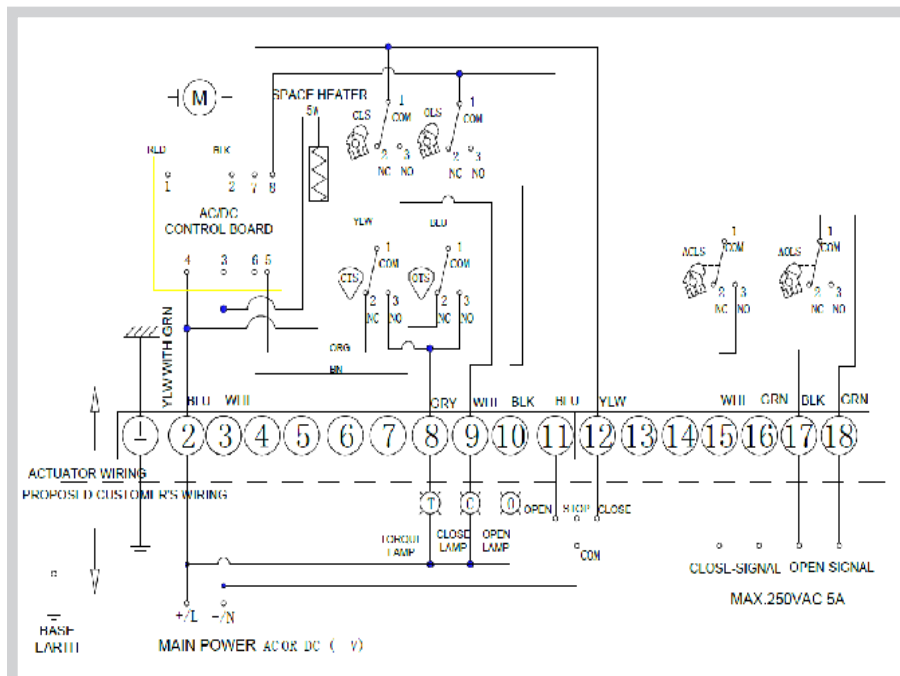 M
SPACE HEATER
5W
CLS
1
COM
2
3
NC
NO
OLS
1
COM
2
3
NC
NO
RED
BLK
1
2
7
8
AC/DC
CONTROL BOARD
4
3
6
5
YLW
BLU
CTS
1
COM
2
3
NC
NO
OTS
1
COM
2
3
NC
NO
ACLS
1
COM
2
3
NC
NO
AOLS
1
COM
2
3
NC
NO
YLW WITH GRN
ORG
BN
BLU
WHI
GRY
WHI
BLK
BLU
YLW
WHI
GRN
BLK
GRN
1
2
3
4
5
6
7
8
9
10
11
12
13
14
15
16
17
18
ACTUATOR WIRING
PROPOSED CUSTOMER'S WIRING
T
C
O
OPEN
STOP
CLOSE
TORQUE
LAMP
CLOSE
LAMP
OPEN
LAMP
COM
CLOSE-SIGNAL
OPEN SIGNAL
MAX.250VAC 5A
+/L
-/N
BASE
EARTH
MAIN POWER AC OR DC ( V)